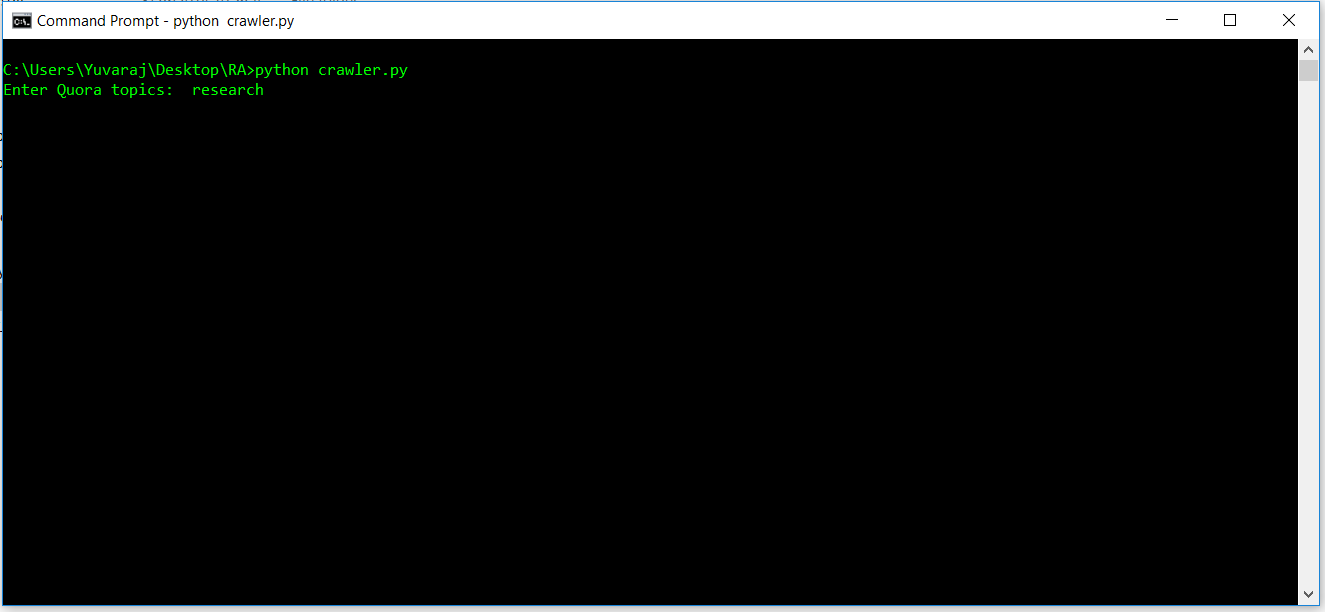 Command Prompt - python  crawler.py
C:\Users\Yuvaraj\Desktop\RA>python crawler.py
Enter Quora topics:  research